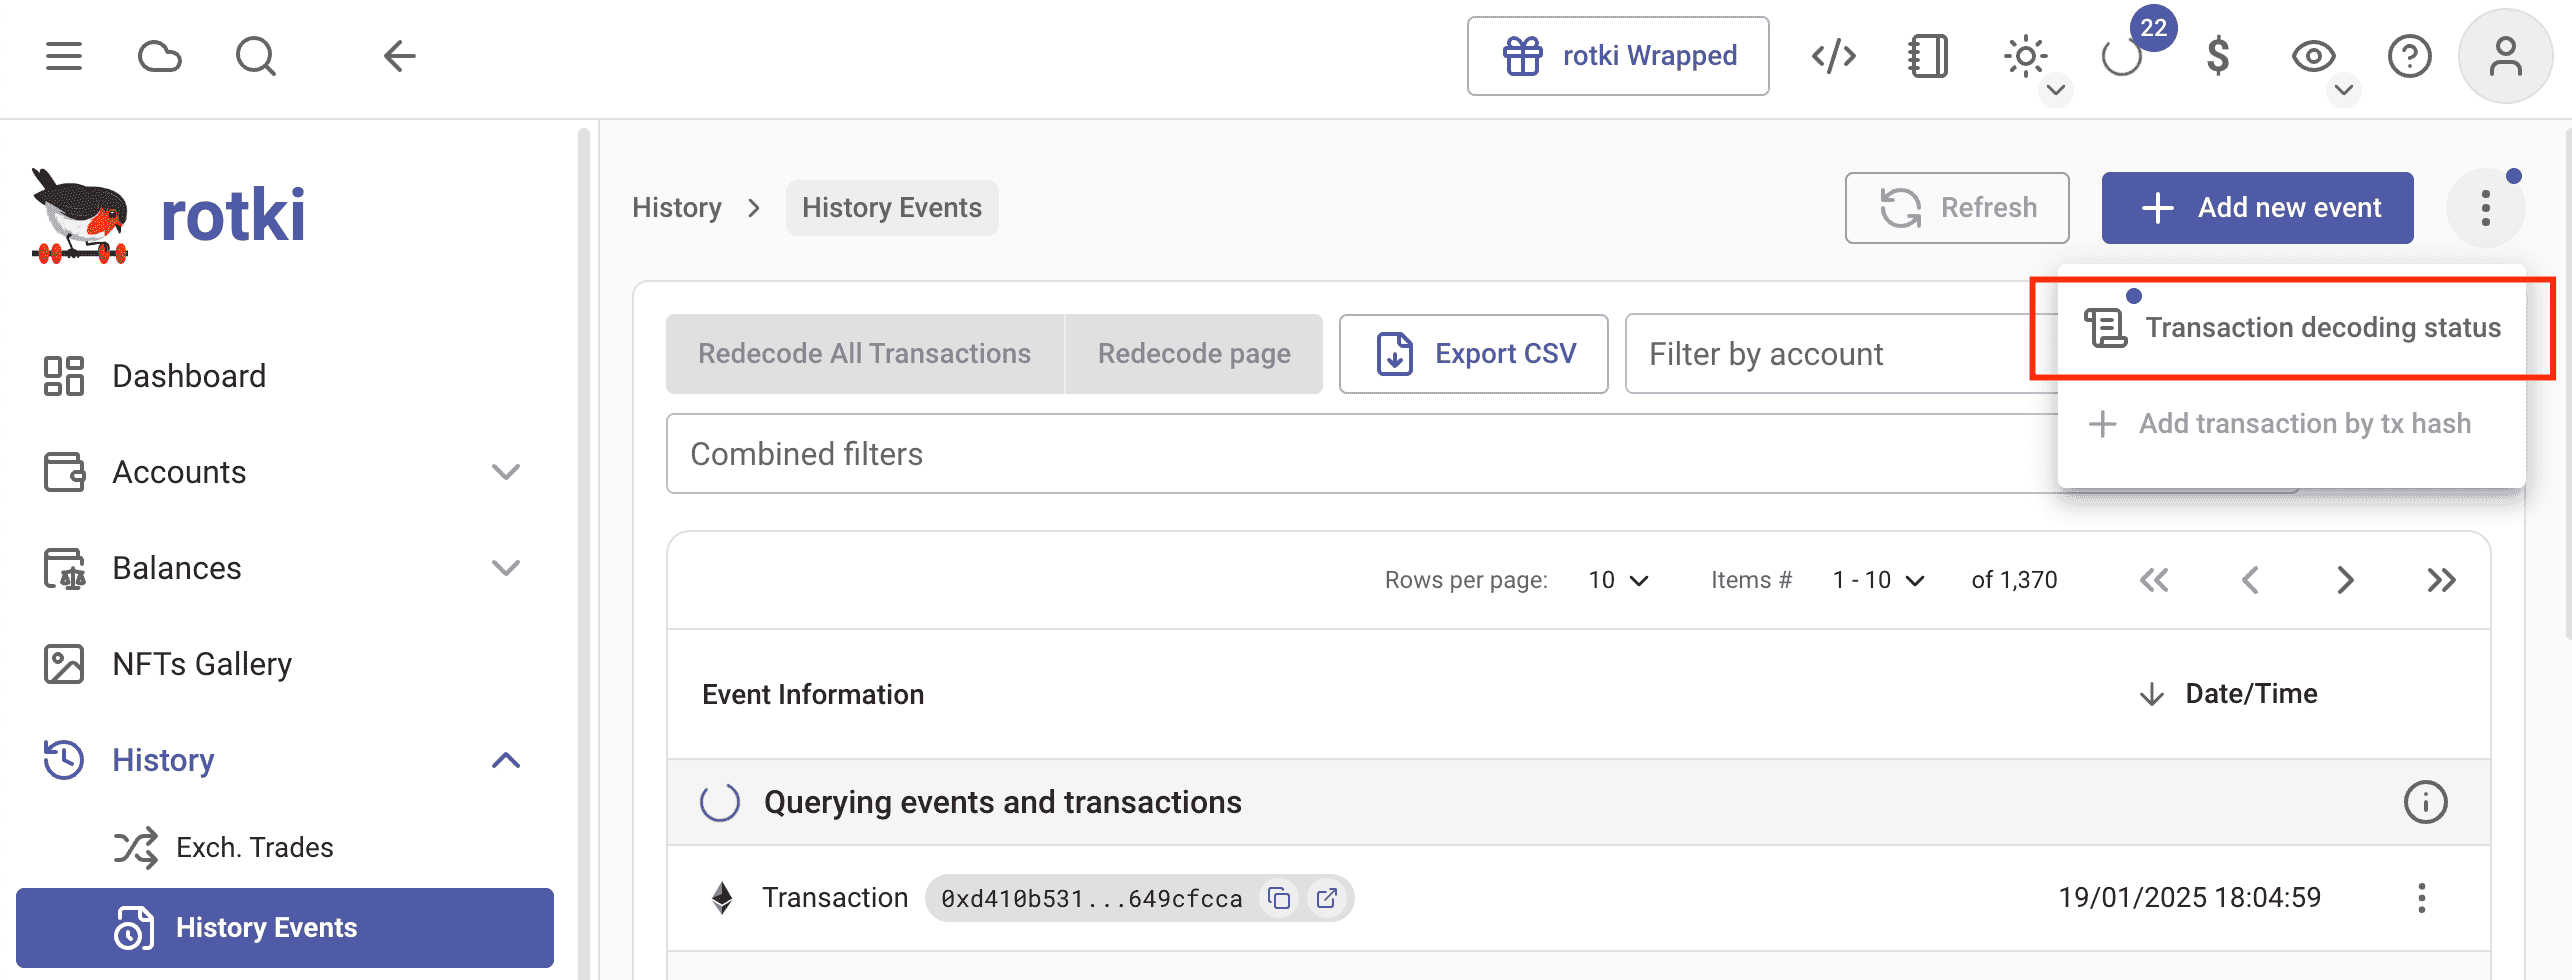 rotki Wrapped
22
rotki
History
History Events
Refresh
Add new event
Transaction decoding status
Add transaction by tx hash
Redecode All Transactions
Redecode page
Export CSV
Filter by account
Combined filters
Dashboard
Accounts
Balances
NFTs Gallery
History
Exch. Trades
History Events
Rows per page: 10 Items # 1 - 10 of 1,370
Event Information
Date/Time
Querying events and transactions
Transaction 0xd410b531...649cfcca 19/01/2025 18:04:59